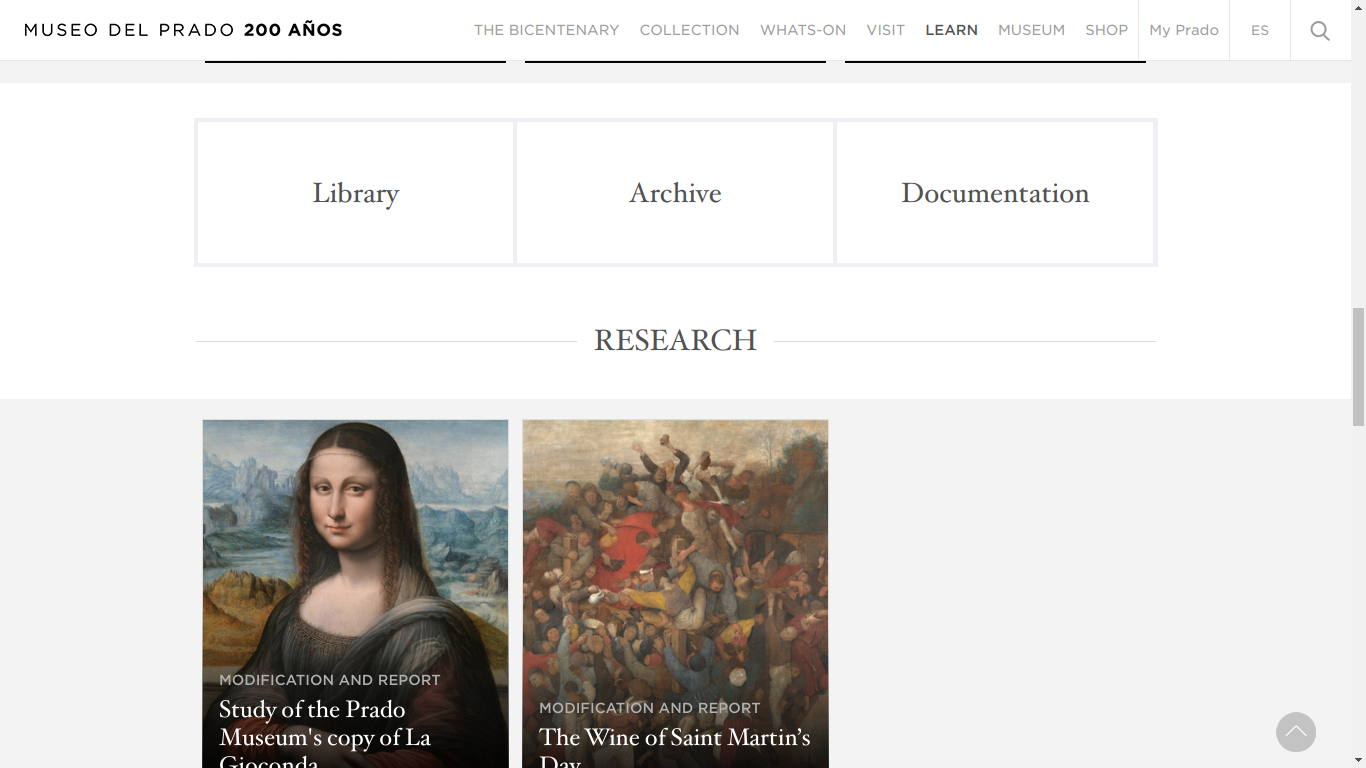 MUSEO DEL PRADO 200 AÑOS
THE BICENTENARY COLLECTION WHATS-ON VISIT LEARN MUSEUM SHOP My Prado ES
Library Archive Documentation
RESEARCH
MODIFICATION AND REPORT
Study of the Prado
Museum's copy of La
Gioconda
MODIFICATION AND REPORT
The Wine of Saint Martin’s
Day